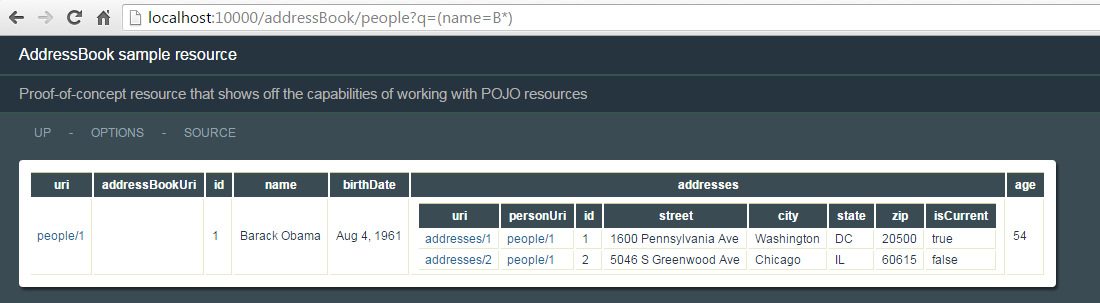 localhost:10000/addressBook/people?q=(name=B*)
AddressBook sample resource
Proof-of-concept resource that shows off the capabilities of working with POJO resources
UP - OPTIONS - SOURCE
uri addressBookUri id name birthDate addresses age
uri personUri id street city state zip isCurrent
people/1 1 Barack Obama Aug 4, 1961 54
addresses/1 people/1 1 1600 Pennsylvania Ave Washington DC 20500 true
addresses/2 people/1 2 5046 S Greenwood Ave Chicago IL 60615 false